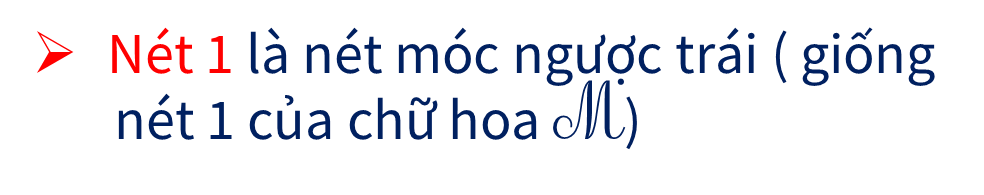 ➢ Nét 1 là nét móc ngược trái ( giống
nét 1 của chữ hoa M)